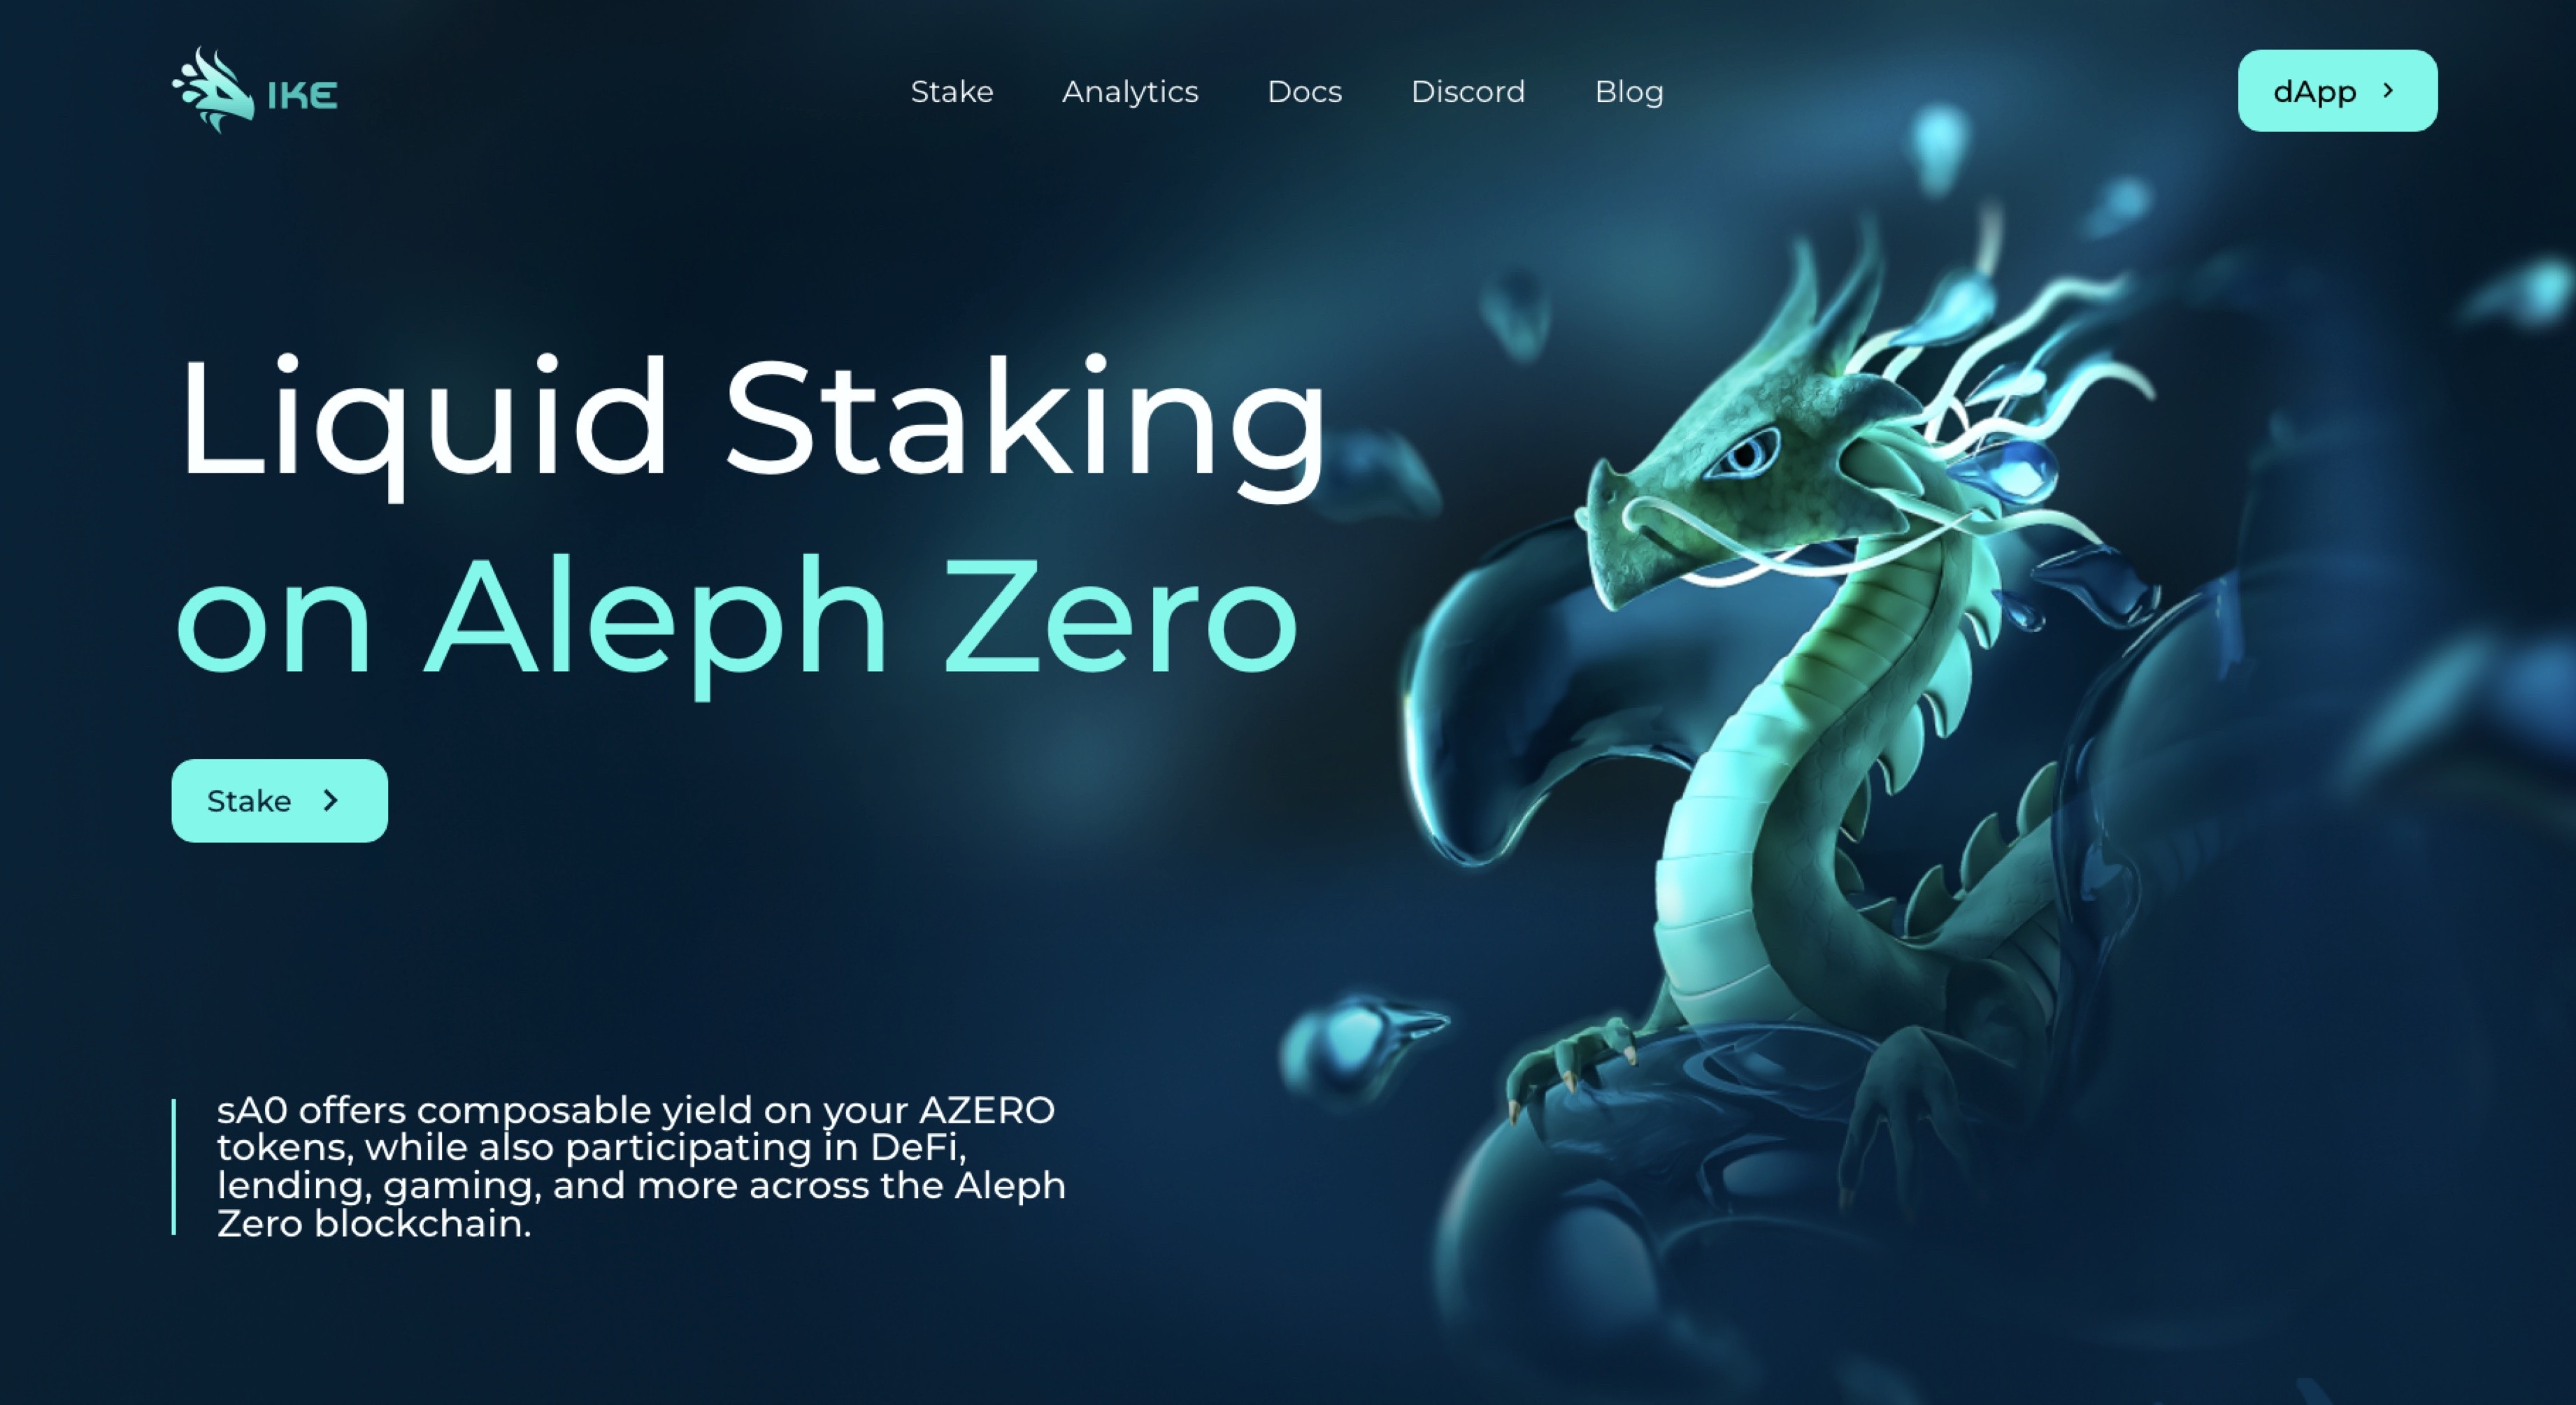 IKE
Stake
Analytics
Docs
Discord
Blog
dApp
Liquid Staking
on Aleph Zero
Stake
sA0 offers composable yield on your AZERO
tokens, while also participating in DeFi,
lending, gaming, and more across the Aleph
Zero blockchain.